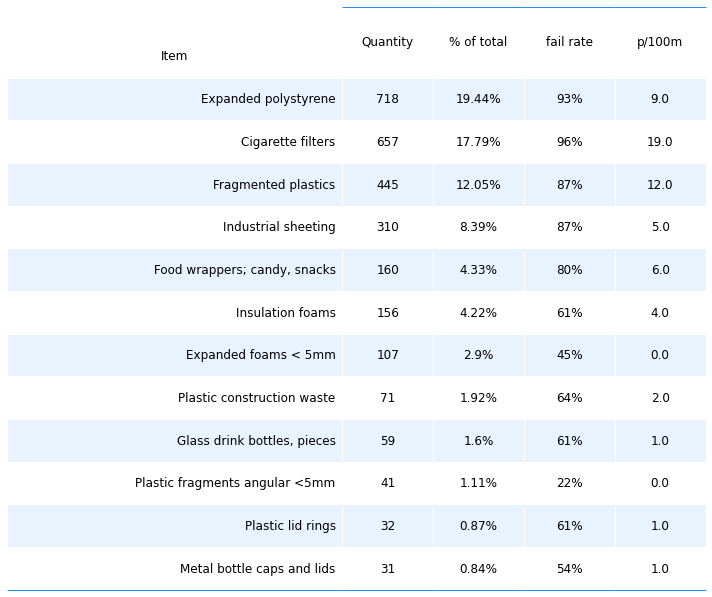 Item Quantity % of total fail rate p/100m
Expanded polystyrene 718 19.44% 93% 9.0
Cigarette filters 657 17.79% 96% 19.0
Fragmented plastics 445 12.05% 87% 12.0
Industrial sheeting 310 8.39% 87% 5.0
Food wrappers; candy, snacks 160 4.33% 80% 6.0
Insulation foams 156 4.22% 61% 4.0
Expanded foams < 5mm 107 2.9% 45% 0.0
Plastic construction waste 71 1.92% 64% 2.0
Glass drink bottles, pieces 59 1.6% 61% 1.0
Plastic fragments angular <5mm 41 1.11% 22% 0.0
Plastic lid rings 32 0.87% 61% 1.0
Metal bottle caps and lids 31 0.84% 54% 1.0